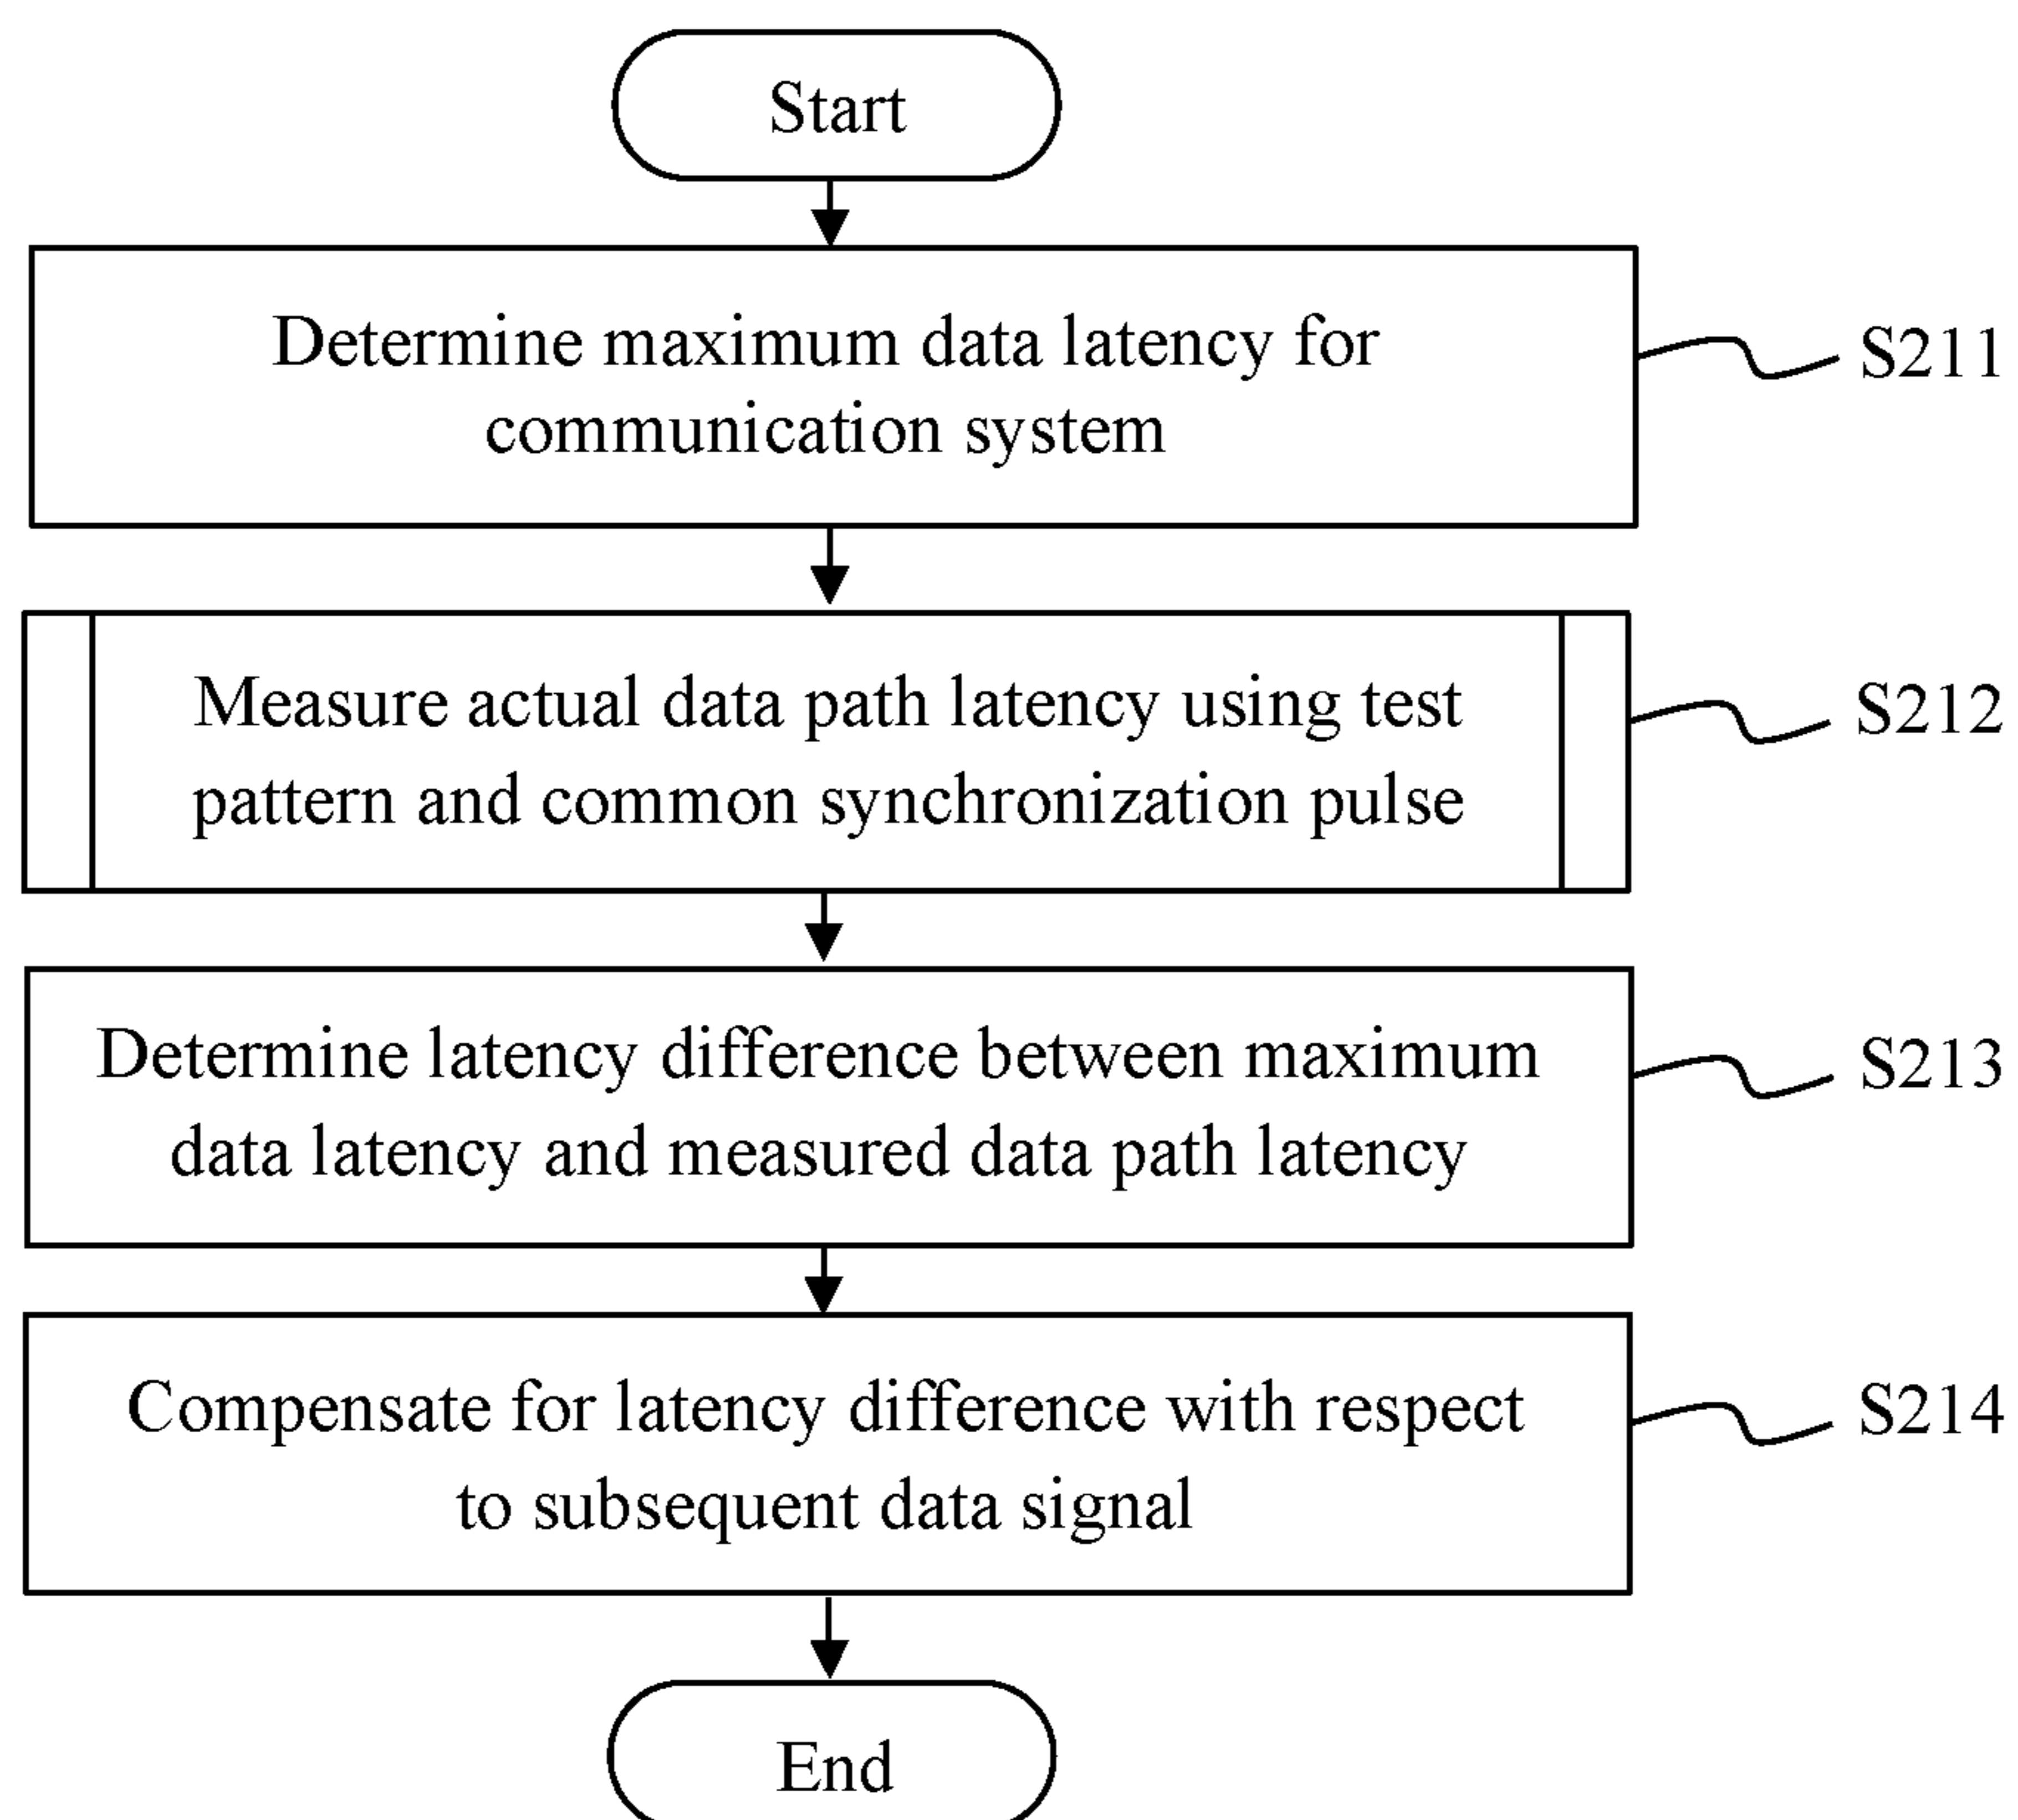 Start
Determine maximum data latency for
communication system
S211
Measure actual data path latency using test
pattern and common synchronization pulse
S212
Determine latency difference between maximum
data latency and measured data path latency
S213
Compensate for latency difference with respect
to subsequent data signal
S214
End